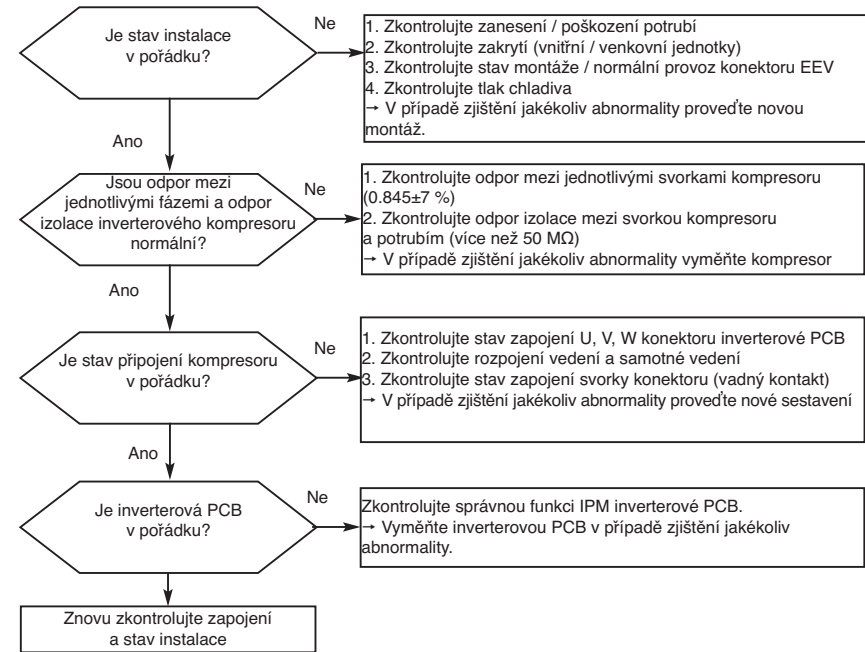 Je stav instalace
v pořádku?
Ne
1. Zkontrolujte zanesení / poškození potrubí
2. Zkontrolujte zakrytí (vnitřní / venkovní jednotky)
3. Zkontrolujte stav montáže / normální provoz konektoru EEV
4. Zkontrolujte tlak chladiva
→ V případě zjištění jakékoliv abnormality proveďte novou
montáž.
Ano
Jsou odpor mezi
jednotlivými fázemi a odpor
izolace inverterového kompresoru
normální?
Ne
1. Zkontrolujte odpor mezi jednotlivými svorkami kompresoru
(0.845±7 %)
2. Zkontrolujte odpor izolace mezi svorkou kompresoru
a potrubím (více než 50 MΩ)
→ V případě zjištění jakékoliv abnormality vyměňte kompresor
Ano
Je stav připojení kompresoru
v pořádku?
Ne
1. Zkontrolujte stav zapojení U, V, W konektoru inverterové PCB
2. Zkontrolujte rozpojení vedení a samotné vedení
3. Zkontrolujte stav zapojení svorky konektoru (vadný kontakt)
→ V případě zjištění jakékoliv abnormality proveďte nové sestavení
Ano
Je inverterová PCB
v pořádku?
Ne
Zkontrolujte správnou funkci IPM inverterové PCB.
→ Vyměňte inverterovou PCB v případě zjištění jakékoliv
abnormality.
Znovu zkontrolujte zapojení
a stav instalace